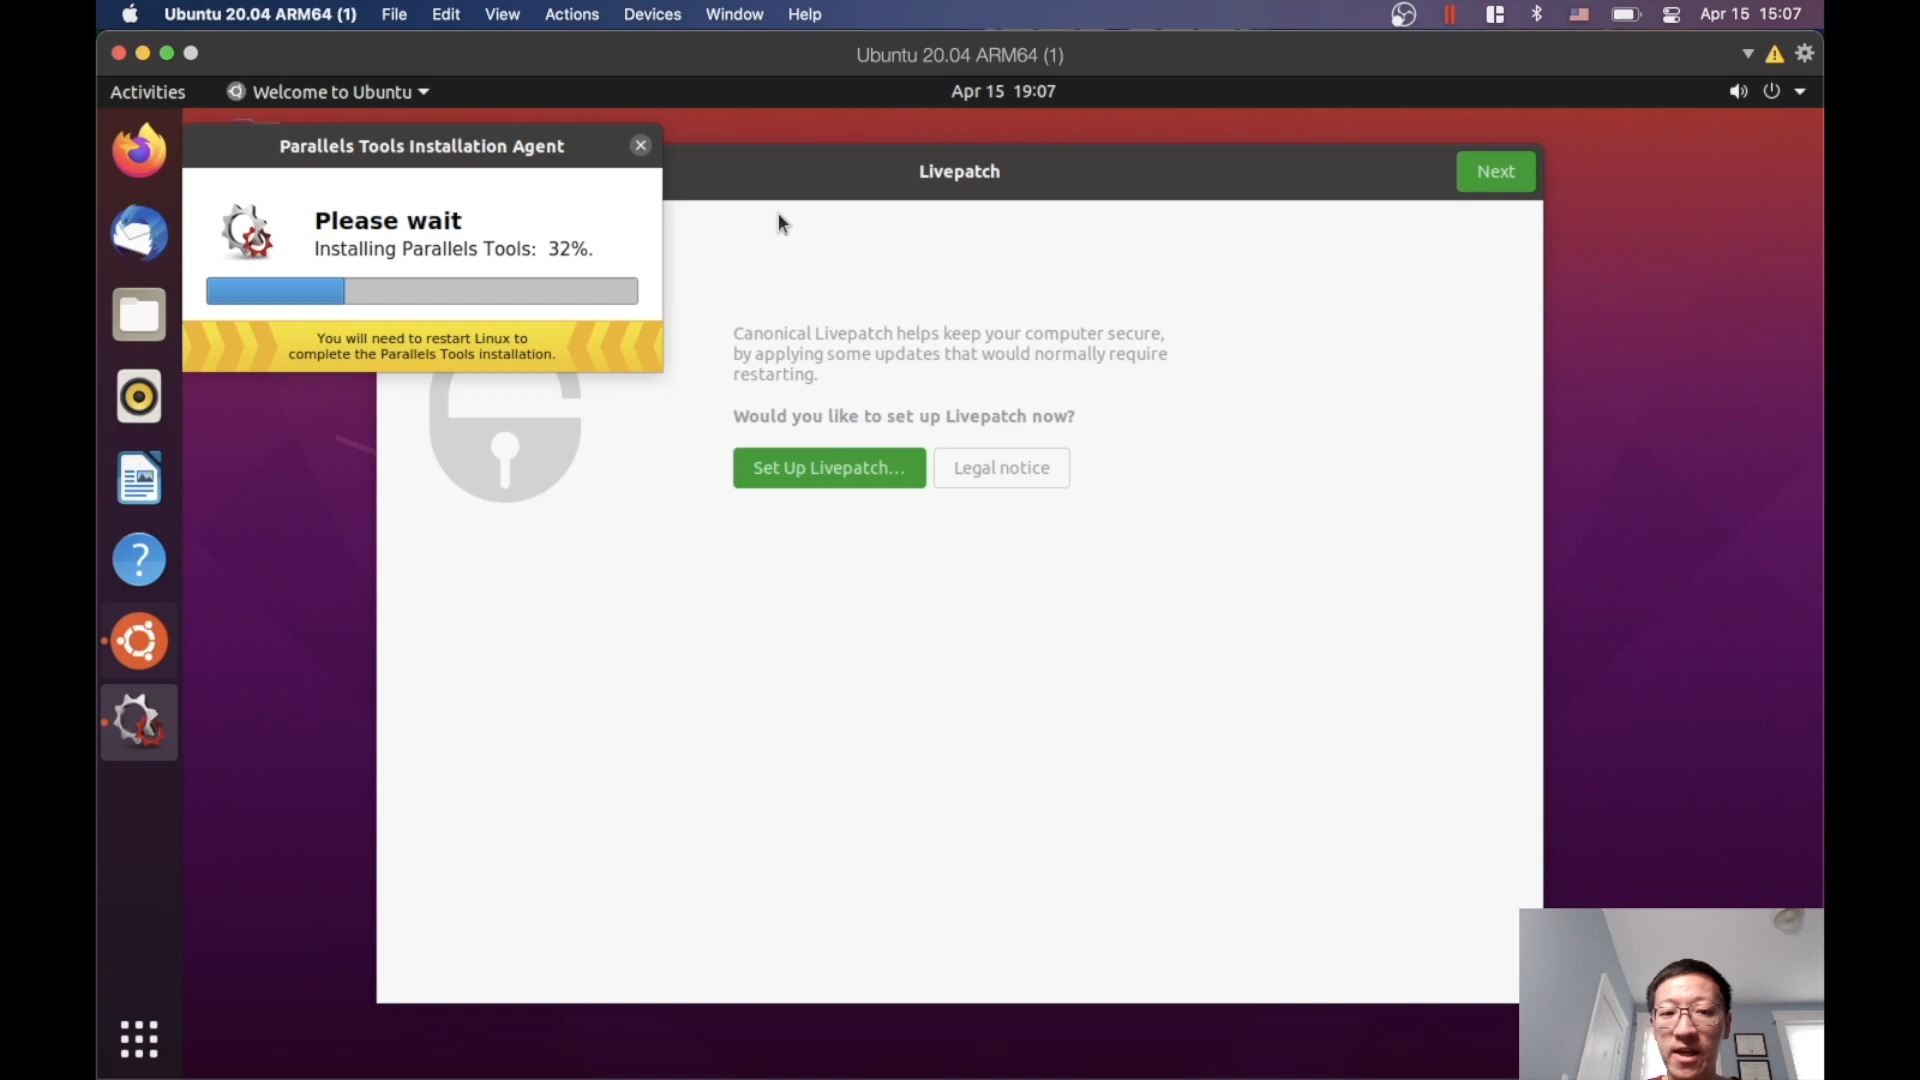 Ubuntu 20.04 ARM64 (1) File Edit View Actions Devices Window Help Apr 15 15:07
Ubuntu 20.04 ARM64 (1)
Activities Welcome to Ubuntu Apr 15 19:07
Parallels Tools Installation Agent
Livepatch Next
Please wait
Installing Parallels Tools: 32%.
You will need to restart Linux to
complete the Parallels Tools installation.
Canonical Livepatch helps keep your computer secure,
by applying some updates that would normally require
restarting.
Would you like to set up Livepatch now?
Set Up Livepatch... Legal notice